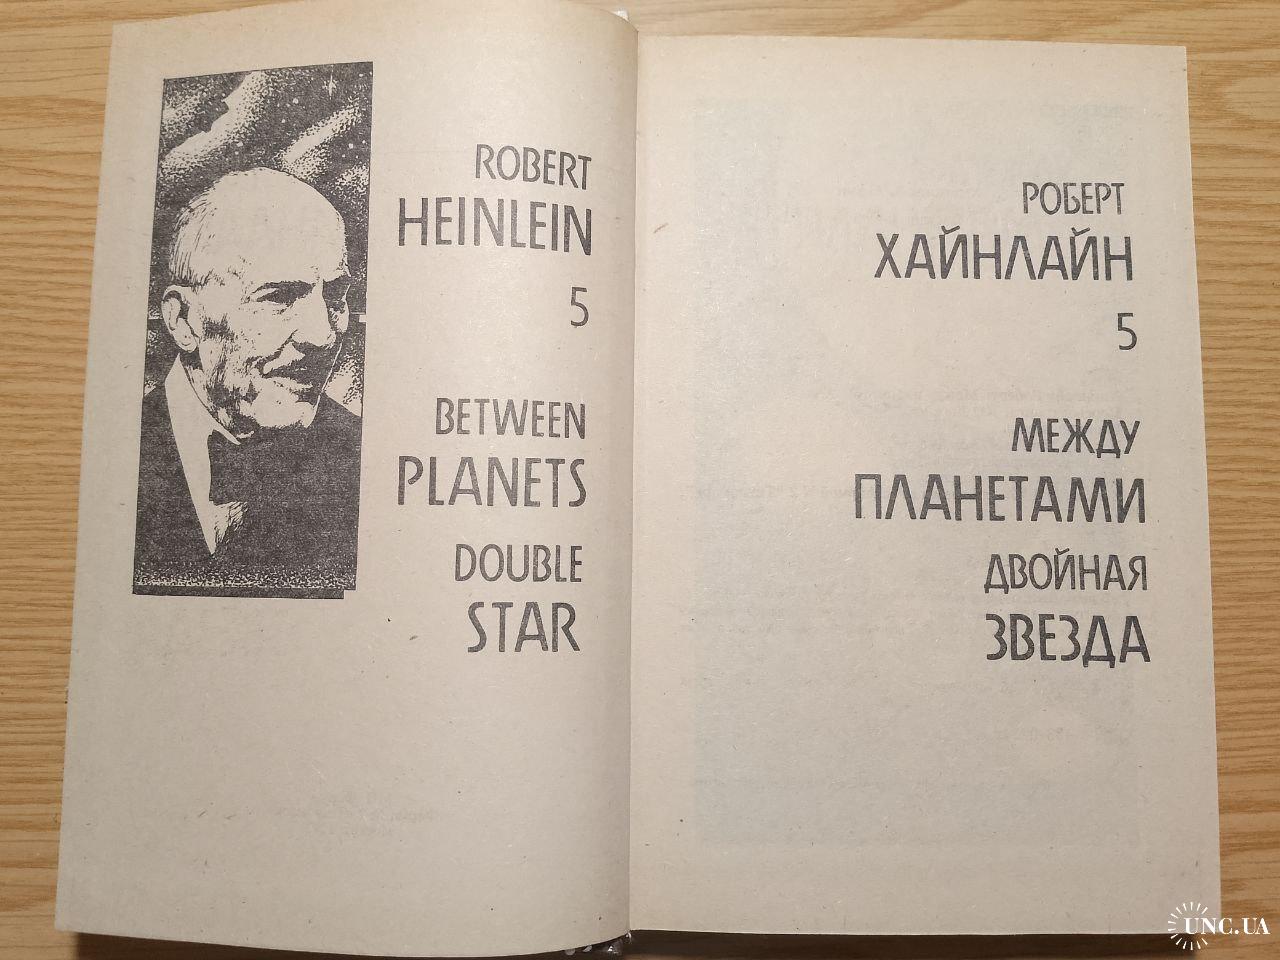 ROBERT
HEINLEIN
5
BETWEEN
PLANETS
DOUBLE
STAR
РОБЕРТ
ХАЙНЛАЙН
5
МЕЖДУ
ПЛАНЕТАМИ
ДВОЙНАЯ
ЗВЕЗДА
UNC.UA